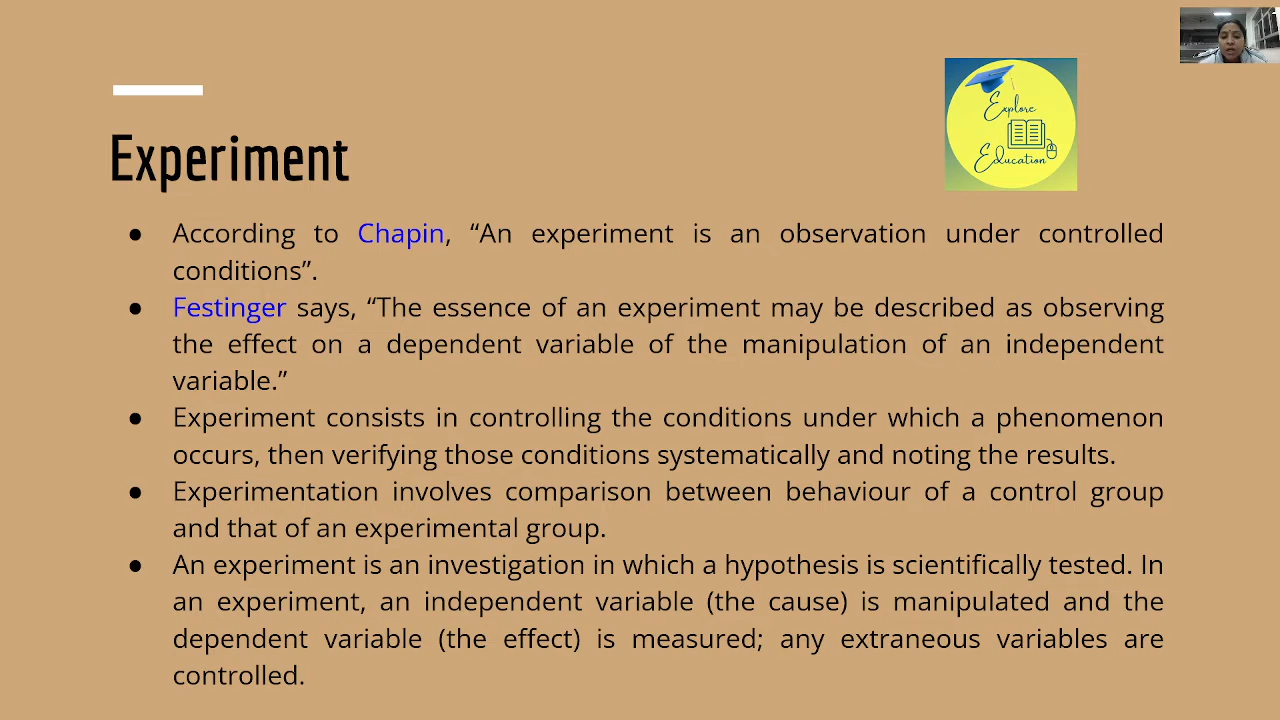 Explore
Education
Experiment
● According to Chapin, “An experiment is an observation under controlled
conditions”.
● Festinger says, “The essence of an experiment may be described as observing
the effect on a dependent variable of the manipulation of an independent
variable.”
● Experiment consists in controlling the conditions under which a phenomenon
occurs, then verifying those conditions systematically and noting the results.
● Experimentation involves comparison between behaviour of a control group
and that of an experimental group.
● An experiment is an investigation in which a hypothesis is scientifically tested. In
an experiment, an independent variable (the cause) is manipulated and the
dependent variable (the effect) is measured; any extraneous variables are
controlled.